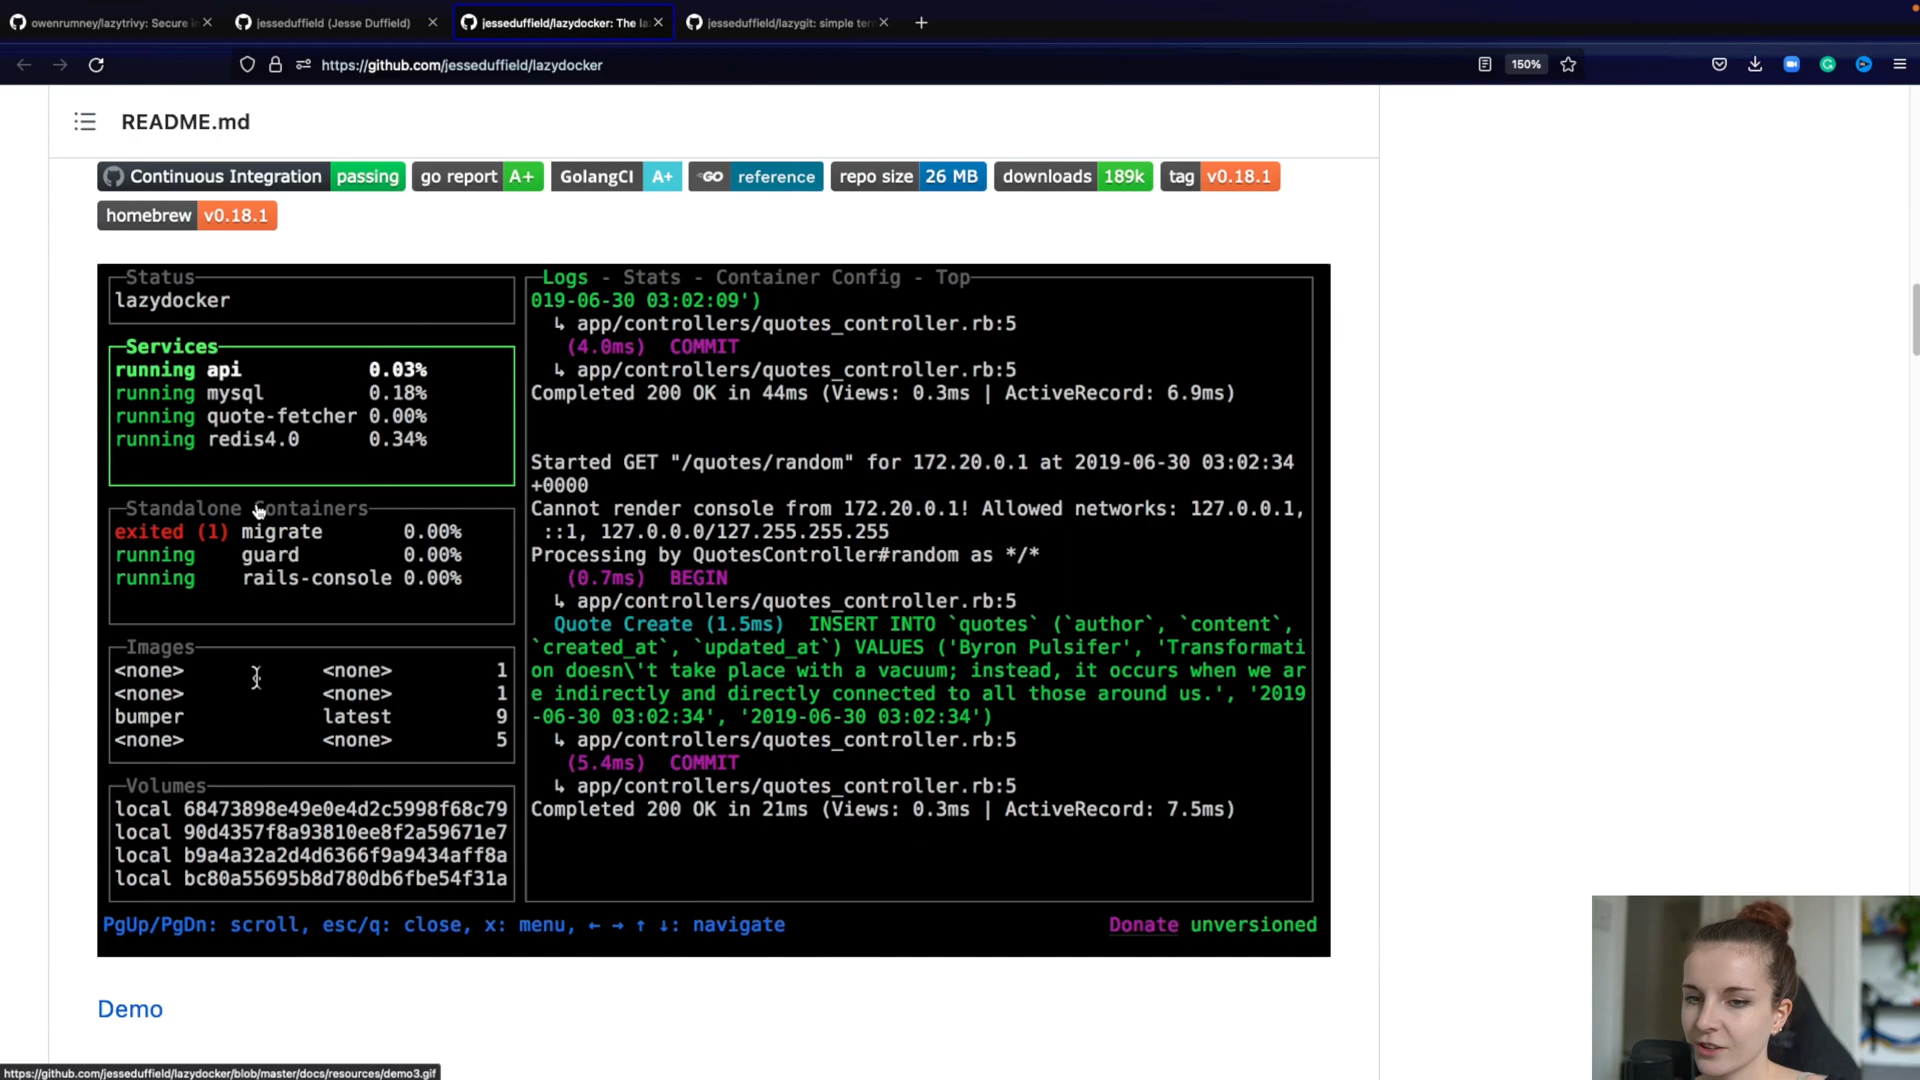 owenrumney/lazytrivy: Secure i
jesseduffield (Jesse Duffield)
jesseduffield/lazydocker: The la
jesseduffield/lazygit: simple ter
https://github.com/jesseduffield/lazydocker
150%
README.md
Continuous Integration passing go report A+ GolangCI A+ GO reference repo size 26 MB downloads 189k tag v0.18.1
homebrew v0.18.1
Status
lazydocker
Services
running api 0.03%
running mysql 0.18%
running quote-fetcher 0.00%
running redis4.0 0.34%
Standalone Containers
exited (1) migrate 0.00%
running guard 0.00%
running rails-console 0.00%
Images
<none> <none> 1
<none> <none> 1
bumper latest 9
<none> <none> 5
Volumes
local 68473898e49e0e4d2c5998f68c79
local 90d4357f8a93810ee8f2a59671e7
local b9a4a32a2d4d6366f9a9434aff8a
local bc80a55695b8d780db6fbe54f31a
Logs - Stats - Container Config - Top
019-06-30 03:02:09')
↳ app/controllers/quotes_controller.rb:5
(4.0ms) COMMIT
↳ app/controllers/quotes_controller.rb:5
Completed 200 OK in 44ms (Views: 0.3ms | ActiveRecord: 6.9ms)
Started GET "/quotes/random" for 172.20.0.1 at 2019-06-30 03:02:34
+0000
Cannot render console from 172.20.0.1! Allowed networks: 127.0.0.1,
::1, 127.0.0.0/127.255.255.255
Processing by QuotesController#random as */*
(0.7ms) BEGIN
↳ app/controllers/quotes_controller.rb:5
Quote Create (1.5ms) INSERT INTO `quotes` (`author`, `content`,
`created_at`, `updated_at`) VALUES ('Byron Pulsifer', 'Transformati
on doesn\'t take place with a vacuum; instead, it occurs when we ar
e indirectly and directly connected to all those around us.', '2019
-06-30 03:02:34', '2019-06-30 03:02:34')
↳ app/controllers/quotes_controller.rb:5
(5.4ms) COMMIT
↳ app/controllers/quotes_controller.rb:5
Completed 200 OK in 21ms (Views: 0.3ms | ActiveRecord: 7.5ms)
PgUp/PgDn: scroll, esc/q: close, x: menu, ← → ↑ ↓: navigate
Donate unversioned
Demo
https://github.com/jesseduffield/lazydocker/blob/master/docs/resources/demo3.gif